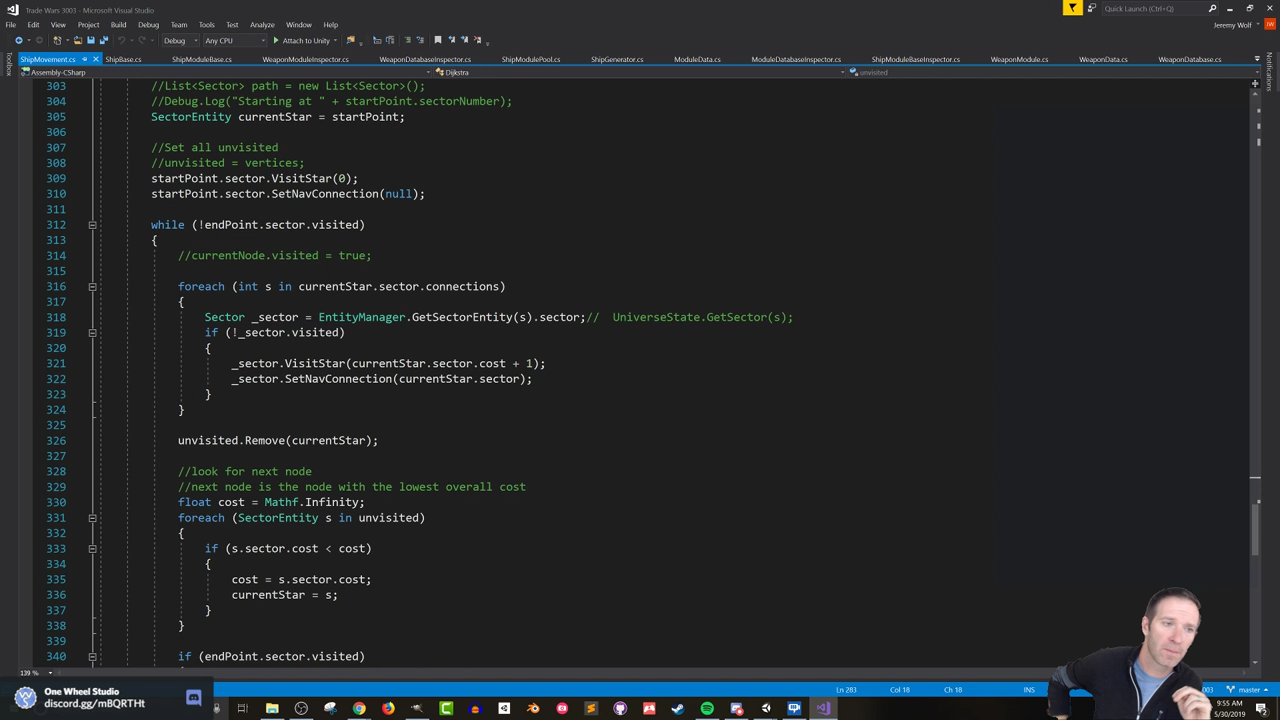 Trade Wars 3003 - Microsoft Visual Studio
Quick Launch (Ctrl+Q)
File Edit View Project Build Debug Team Tools Test Analyze Window Help
Jeremy Wolf JW
Debug Any CPU Attach to Unity
ShipMovement.cs ShipBase.cs ShipModuleBase.cs WeaponModuleInspector.cs WeaponDatabaseInspector.cs ShipModulePool.cs ShipGenerator.cs ModuleData.cs ModuleDatabaseInspector.cs ShipModuleBaseInspector.cs WeaponModule.cs WeaponData.cs WeaponDatabase.cs
Toolbox
Notifications
Assembly-CSharp Dijkstra unvisited
303 //List<Sector> path = new List<Sector>();
304 //Debug.Log("Starting at " + startPoint.sectorNumber);
305 SectorEntity currentStar = startPoint;
306
307 //Set all unvisited
308 //unvisited = vertices;
309 startPoint.sector.VisitStar(0);
310 startPoint.sector.SetNavConnection(null);
311
312 while (!endPoint.sector.visited)
313 {
314 //currentNode.visited = true;
315
316 foreach (int s in currentStar.sector.connections)
317 {
318 Sector _sector = EntityManager.GetSectorEntity(s).sector;// UniverseState.GetSector(s);
319 if (!_sector.visited)
320 {
321 _sector.VisitStar(currentStar.sector.cost + 1);
322 _sector.SetNavConnection(currentStar.sector);
323 }
324 }
325
326 unvisited.Remove(currentStar);
327
328 //look for next node
329 //next node is the node with the lowest overall cost
330 float cost = Mathf.Infinity;
331 foreach (SectorEntity s in unvisited)
332 {
333 if (s.sector.cost < cost)
334 {
335 cost = s.sector.cost;
336 currentStar = s;
337 }
338 }
339
340 if (endPoint.sector.visited)
139 %
Ln 283 Col 18 Ch 18 INS 003 master
One Wheel Studio
discord.gg/mBQRTHt
9:55 AM
5/30/2019
2